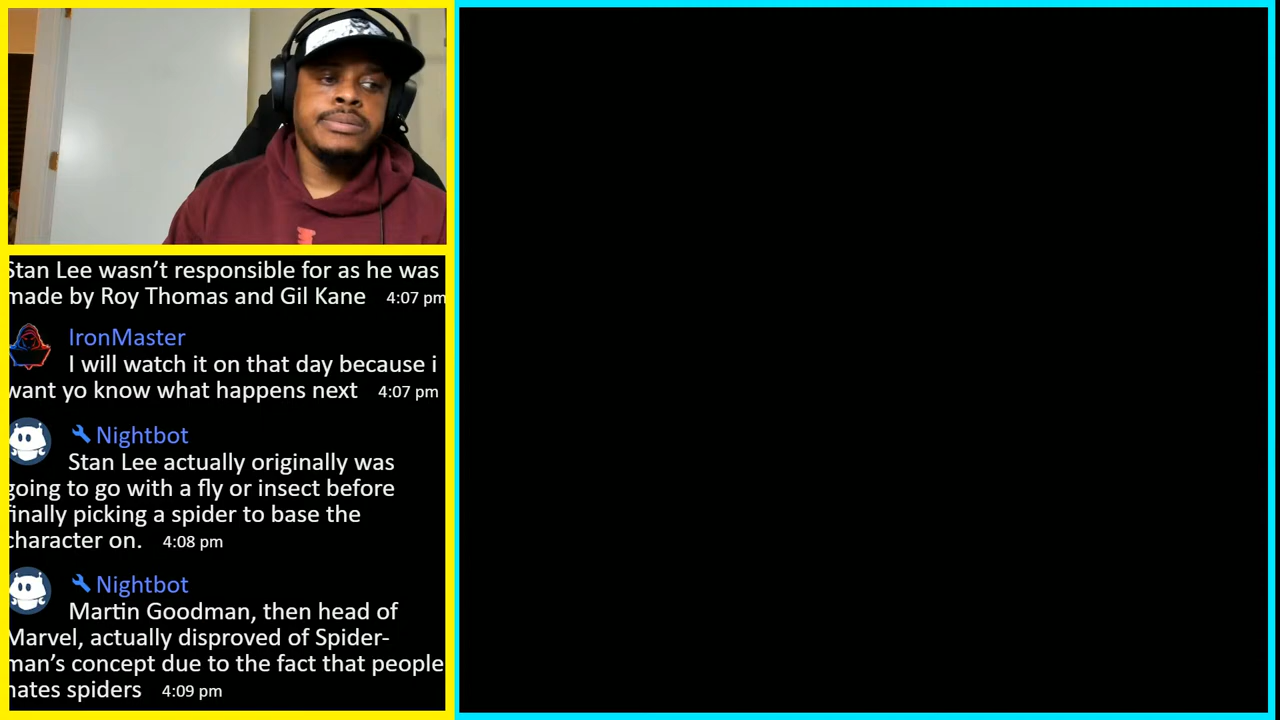 Stan Lee wasn't responsible for as he was
made by Roy Thomas and Gil Kane 4:07 pm
IronMaster
I will watch it on that day because i
want yo know what happens next 4:07 pm
Nightbot
Stan Lee actually originally was
going to go with a fly or insect before
finally picking a spider to base the
character on. 4:08 pm
Nightbot
Martin Goodman, then head of
Marvel, actually disproved of Spider-
man's concept due to the fact that people
hates spiders 4:09 pm